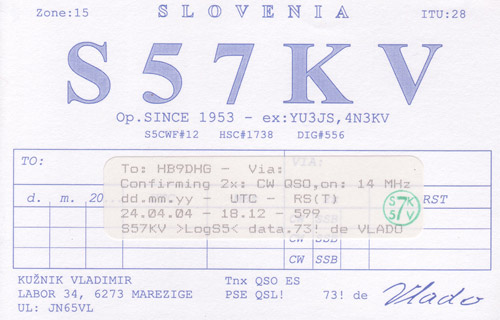 Zone:15 SLOVENIA ITU:28
S57KV
Op.SINCE 1953 - ex:YU3JS,4N3KV
S5CWF#12 HSC#1738 DIG#556
TO: VIA:
To: HB9DHG - Via:
Confirming 2x: CW QSO,on: 14 MHz
d. m. 20 dd.mm.yy - UTC - RS(T) RST
24.04.04 - 18.12 - 599
S57KV >LogS5< data.73! de VLADO
S 7 K
S V
CW SSB
CW SSB
KUŽNIK VLADIMIR Tnx QSO ES
LABOR 34, 6273 MAREZIGE PSE QSL! 73! de Vlado
UL: JN65VL